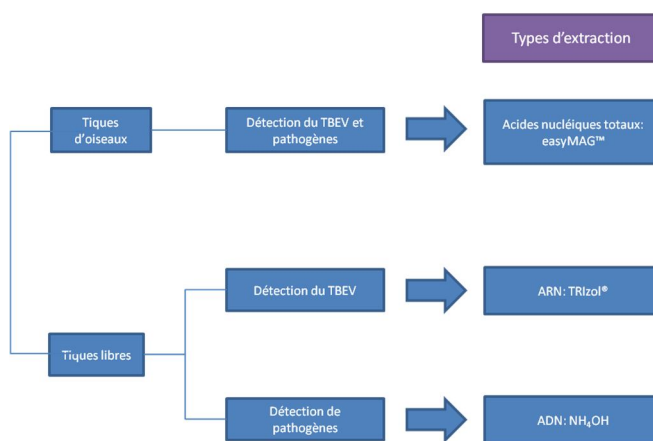 Types d'extraction
Tiques
d'oiseaux
Détection du TBEV et
pathogènes
Acides nucléiques totaux:
easyMAG™
Détection du TBEV
ARN: TRIzol®
Tiques libres
Détection de
pathogènes
ADN: NH₄OH